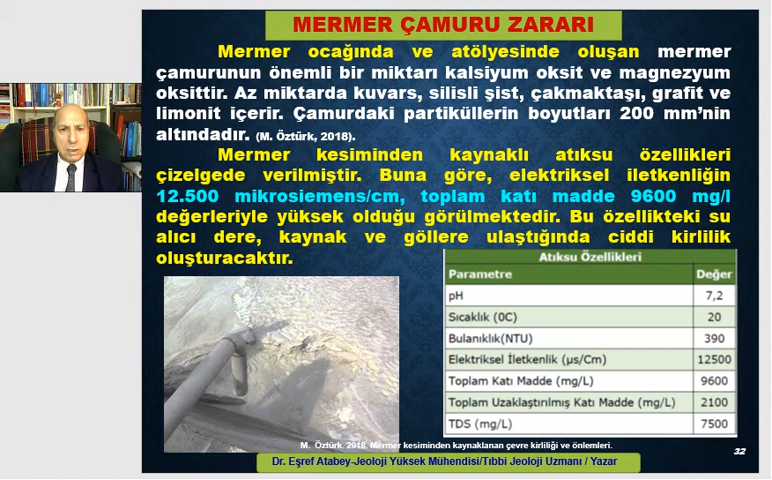 MERMER ÇAMURU ZARARI
Mermer ocağında ve atölyesinde oluşan mermer
çamurunun önemli bir miktarı kalsiyum oksit ve magnezyum
oksittir. Az miktarda kuvars, silisli şist, çakmaktaşı, grafit ve
limonit içerir. Çamurdaki partiküllerin boyutları 200 mm’nin
altındadır. (M. Öztürk, 2018).
Mermer kesiminden kaynaklı atıksu özellikleri
çizelgede verilmiştir. Buna göre, elektriksel iletkenliğin
12.500 mikrosiemens/cm, toplam katı madde 9600 mg/l
değerleriyle yüksek olduğu görülmektedir. Bu özellikteki su
alıcı dere, kaynak ve göllere ulaştığında ciddi kirlilik
oluşturacaktır.
Atıksu Özellikleri
Parametre Değer
pH 7,2
Sıcaklık (0C) 20
Bulanıklık(NTU) 390
Elektriksel İletkenlik (µs/Cm) 12500
Toplam Katı Madde (mg/L) 9600
Toplam Uzaklaştırılmış Katı Madde (mg/L) 2100
TDS (mg/L) 7500
M. Öztürk. 2018. Mermer kesiminden kaynaklanan çevre kirliliği ve önlemleri.
32
Dr. Eşref Atabey-Jeoloji Yüksek Mühendisi/Tıbbi Jeoloji Uzmanı / Yazar